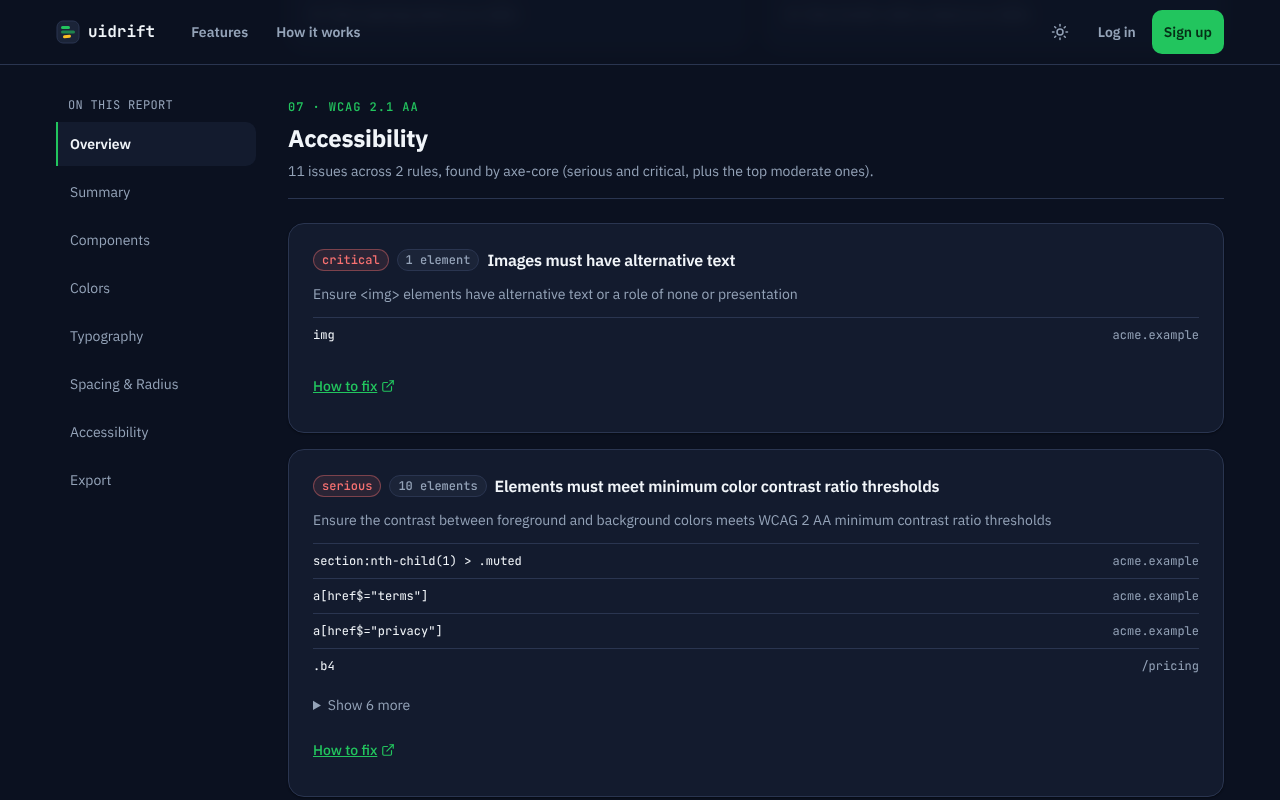 uidrift
Features
How it works
Log in
Sign up
ON THIS REPORT
Overview
Summary
Components
Colors
Typography
Spacing & Radius
Accessibility
Export
07 · WCAG 2.1 AA
Accessibility
11 issues across 2 rules, found by axe-core (serious and critical, plus the top moderate ones).
critical 1 element Images must have alternative text
Ensure <img> elements have alternative text or a role of none or presentation
img acme.example
How to fix
serious 10 elements Elements must meet minimum color contrast ratio thresholds
Ensure the contrast between foreground and background colors meets WCAG 2 AA minimum contrast ratio thresholds
section:nth-child(1) > .muted acme.example
a[href$="terms"] acme.example
a[href$="privacy"] acme.example
.b4 /pricing
Show 6 more
How to fix